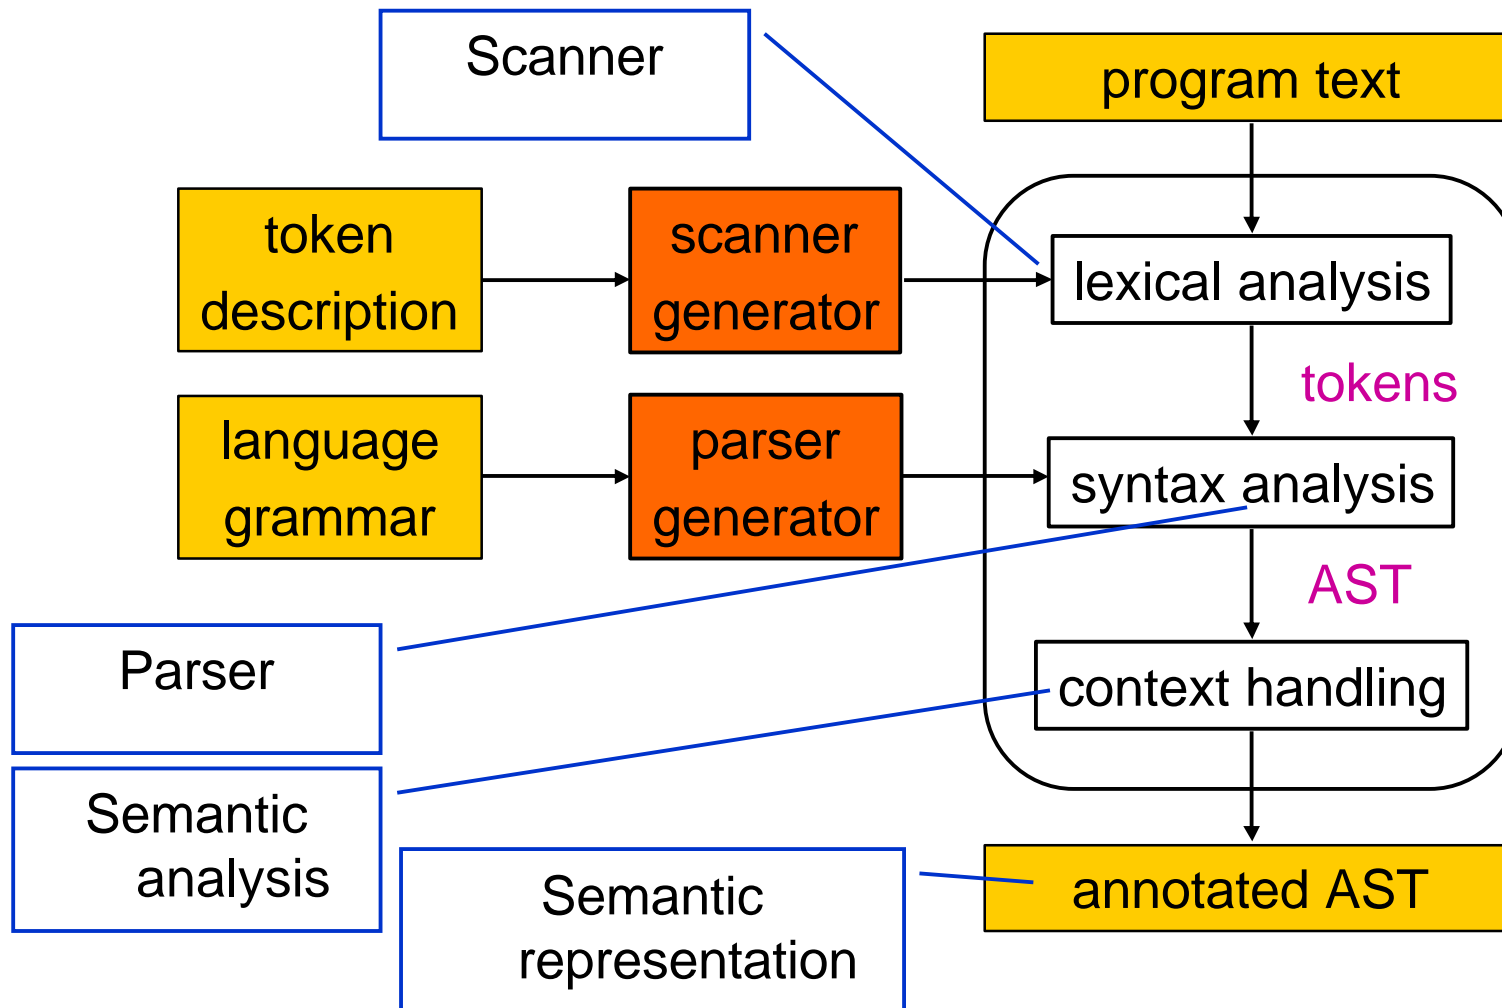 Scanner
program text
token
description
scanner
generator
lexical analysis
tokens
language
grammar
parser
generator
syntax analysis
AST
Parser
context handling
Semantic
analysis
Semantic
representation
annotated AST